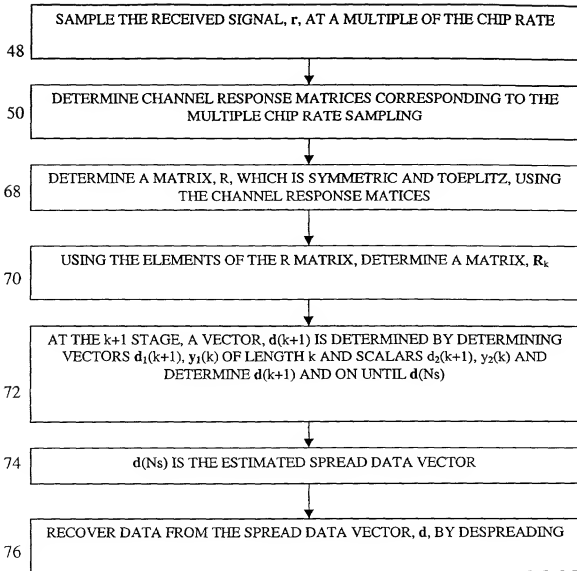 SAMPLE THE RECEIVED SIGNAL, r, AT A MULTIPLE OF THE CHIP RATE
48
DETERMINE CHANNEL RESPONSE MATRICES CORRESPONDING TO THE
MULTIPLE CHIP RATE SAMPLING
50
DETERMINE A MATRIX, R, WHICH IS SYMMETRIC AND TOEPLITZ, USING
THE CHANNEL RESPONSE MATICES
68
USING THE ELEMENTS OF THE R MATRIX, DETERMINE A MATRIX, Rk
70
AT THE k+1 STAGE, A VECTOR, d(k+1) IS DETERMINED BY DETERMINING
VECTORS d1(k+1), y1(k) OF LENGTH k AND SCALARS d2(k+1), y2(k) AND
DETERMINE d(k+1) AND ON UNTIL d(Ns)
72
d(Ns) IS THE ESTIMATED SPREAD DATA VECTOR
74
RECOVER DATA FROM THE SPREAD DATA VECTOR, d, BY DESPREADING
76